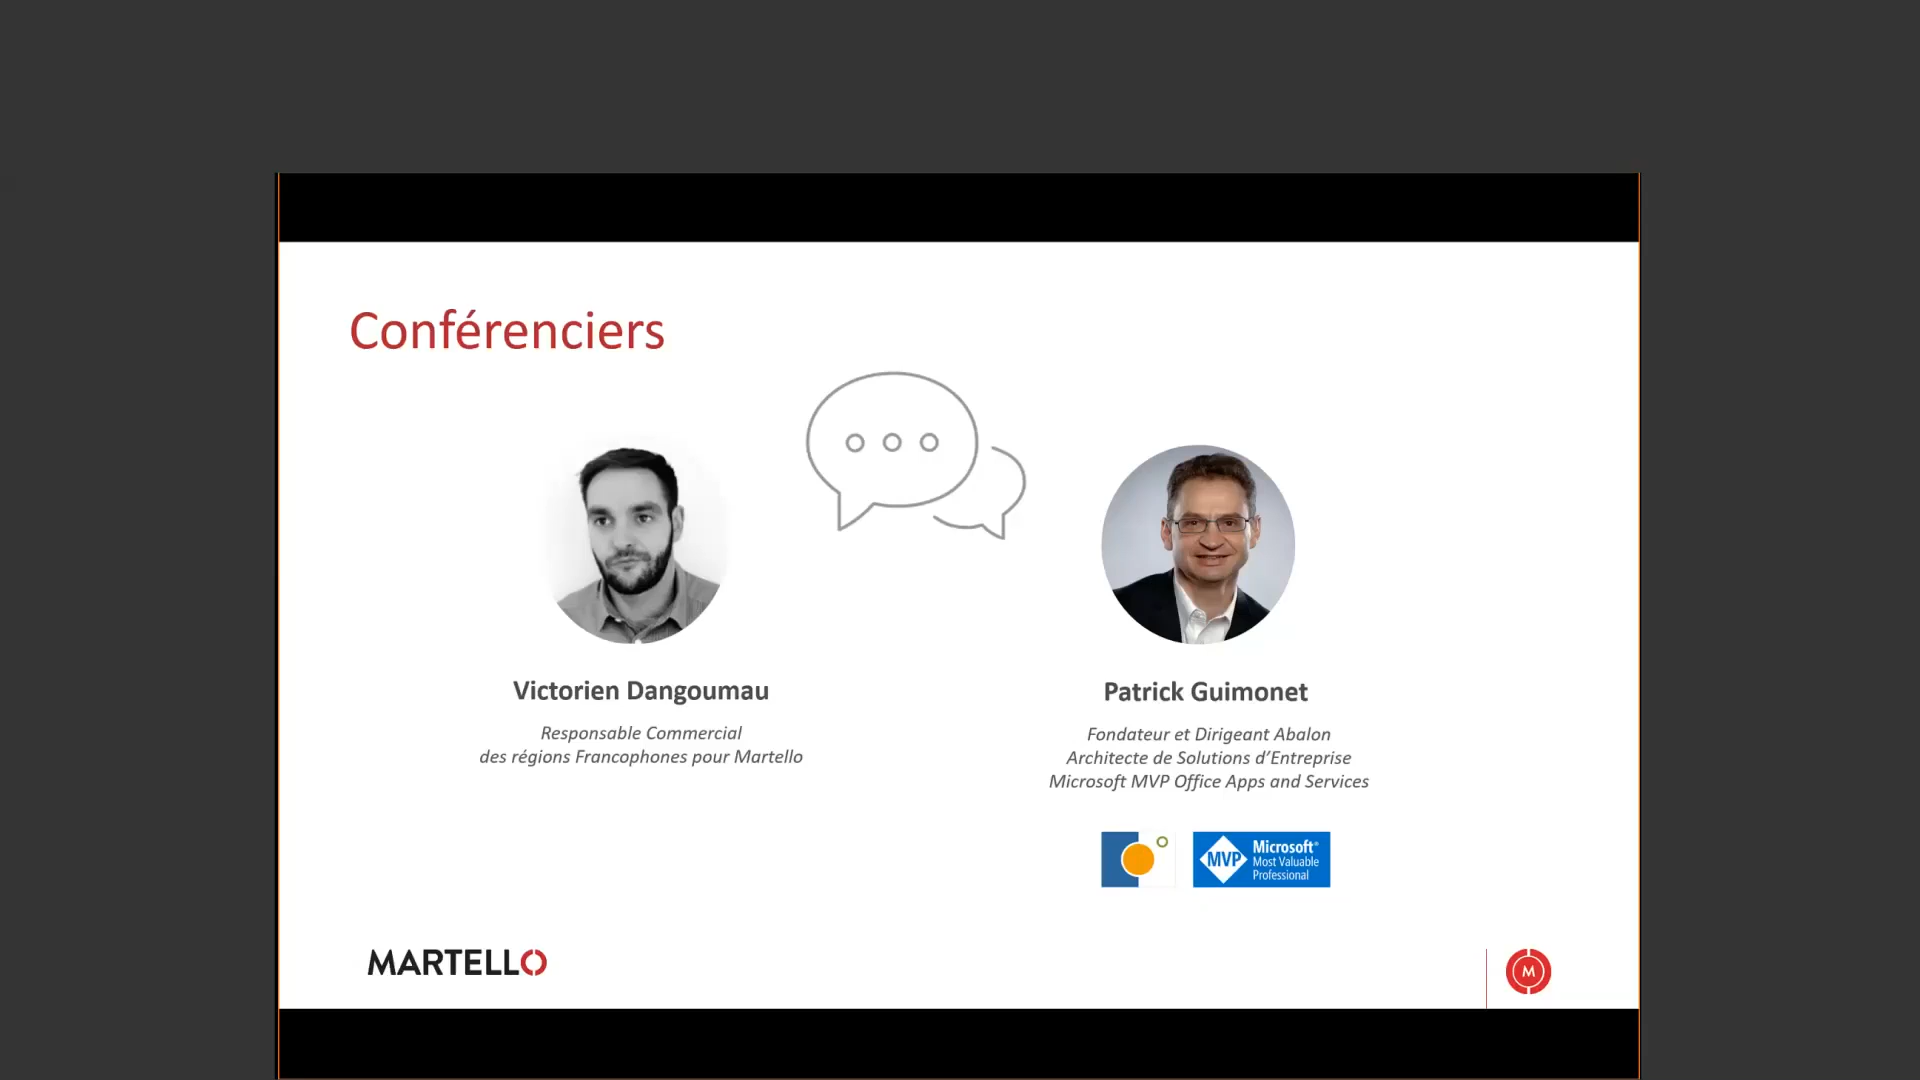 Conférenciers
Victorien Dangoumau
Responsable Commercial
des régions Francophones pour Martello
Patrick Guimonet
Fondateur et Dirigeant Abalon
Architecte de Solutions d’Entreprise
Microsoft MVP Office Apps and Services
MVP
Microsoft®
Most Valuable
Professional
MARTELLO
M